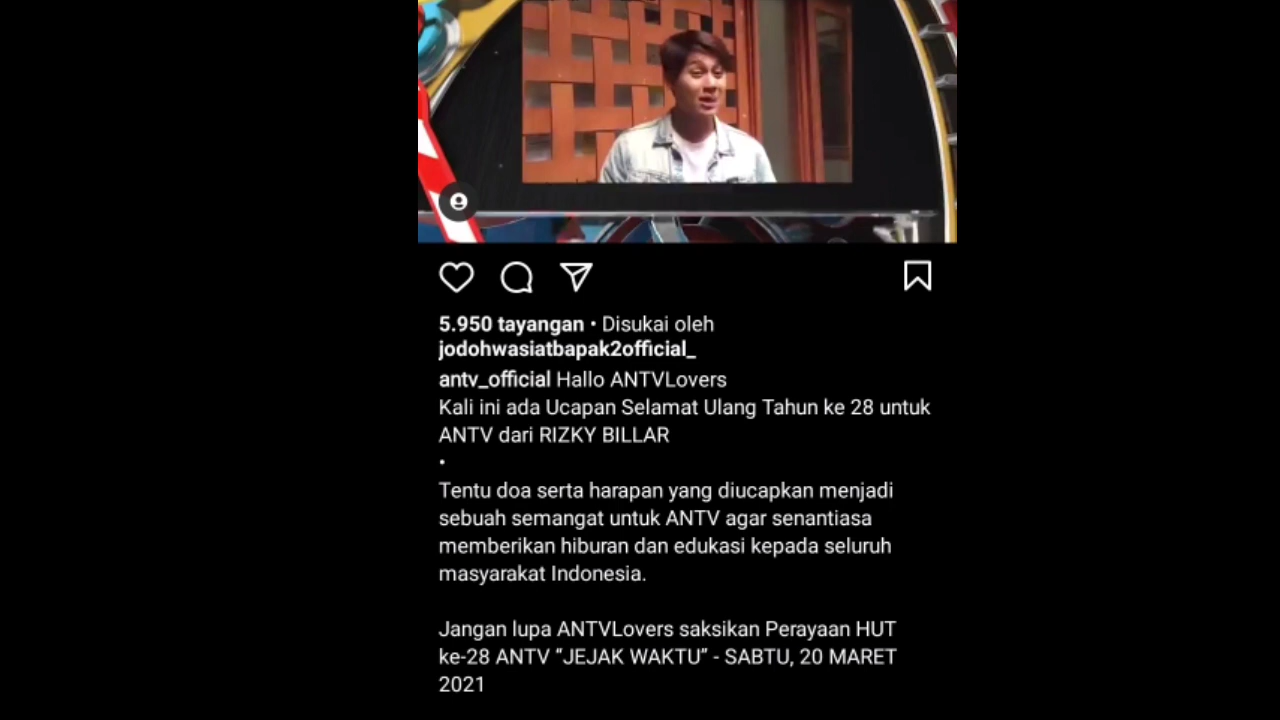 5.950 tayangan • Disukai oleh
jodohwasiatbapak2official_
antv_official Hallo ANTVLovers
Kali ini ada Ucapan Selamat Ulang Tahun ke 28 untuk
ANTV dari RIZKY BILLAR
•
Tentu doa serta harapan yang diucapkan menjadi
sebuah semangat untuk ANTV agar senantiasa
memberikan hiburan dan edukasi kepada seluruh
masyarakat Indonesia.
Jangan lupa ANTVLovers saksikan Perayaan HUT
ke-28 ANTV “JEJAK WAKTU” - SABTU, 20 MARET
2021